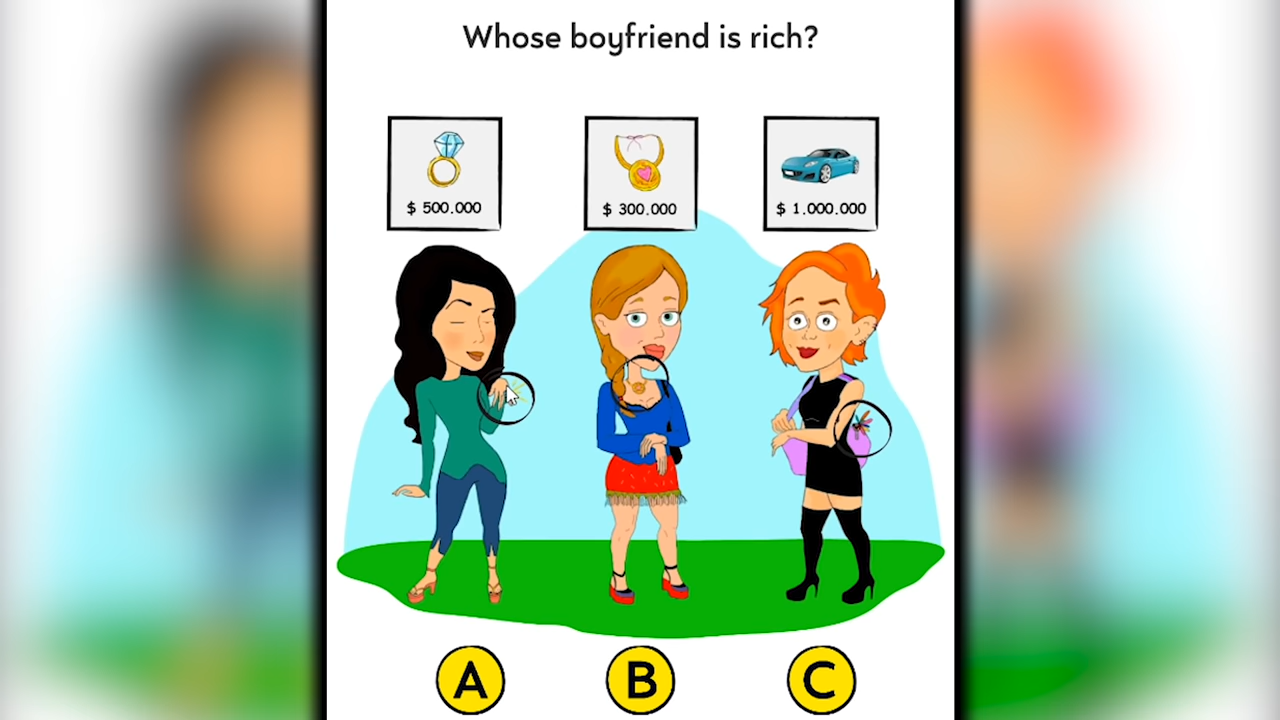 Whose boyfriend is rich?
$ 500.000
$ 300.000
$ 1.000.000
A
B
C